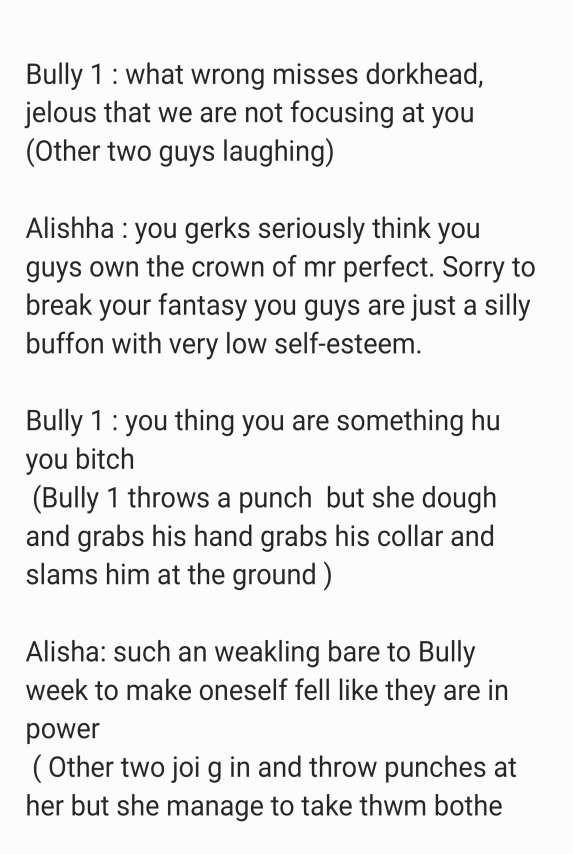 Bully 1 : what wrong misses dorkhead,
jelous that we are not focusing at you
(Other two guys laughing)
Alishha : you gerks seriously think you
guys own the crown of mr perfect. Sorry to
break your fantasy you guys are just a silly
buffon with very low self-esteem.
Bully 1 : you thing you are something hu
you bitch
(Bully 1 throws a punch  but she dough
and grabs his hand grabs his collar and
slams him at the ground )
Alisha: such an weakling bare to Bully
week to make oneself fell like they are in
power
( Other two joi g in and throw punches at
her but she manage to take thwm bothe